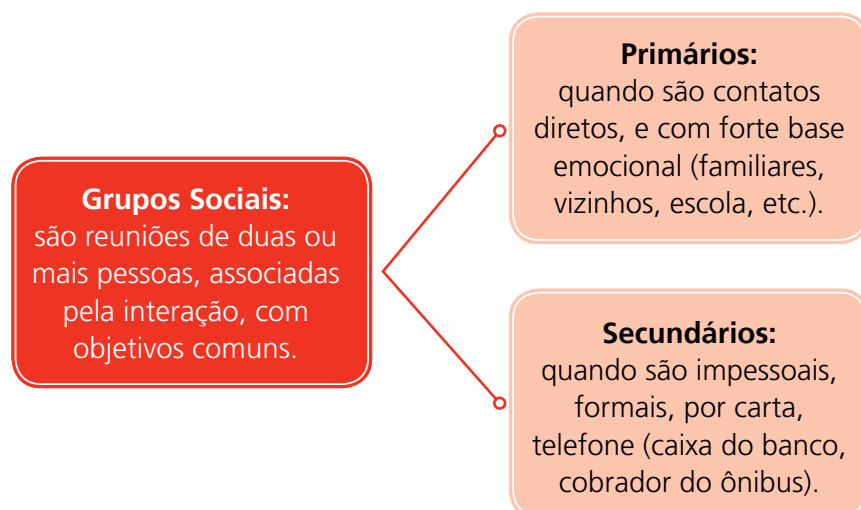 Grupos Sociais:
são reuniões de duas ou
mais pessoas, associadas
pela interação, com
objetivos comuns.
Primários:
quando são contatos
diretos, e com forte base
emocional (familiares,
vizinhos, escola, etc.).
Secundários:
quando são impessoais,
formais, por carta,
telefone (caixa do banco,
cobrador do ônibus).